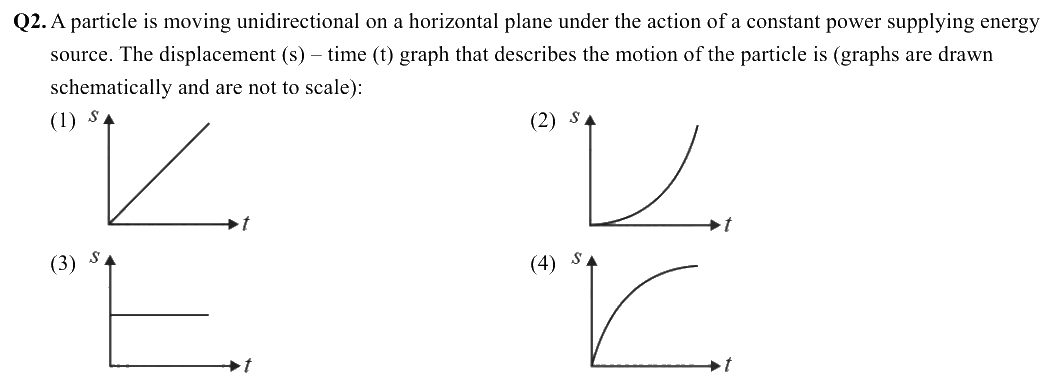 Q2. A particle is moving unidirectional on a horizontal plane under the action of a constant power supplying energy
source. The displacement (s) – time (t) graph that describes the motion of the particle is (graphs are drawn
schematically and are not to scale):
(1) s t
(2) s t
(3) s t
(4) s t